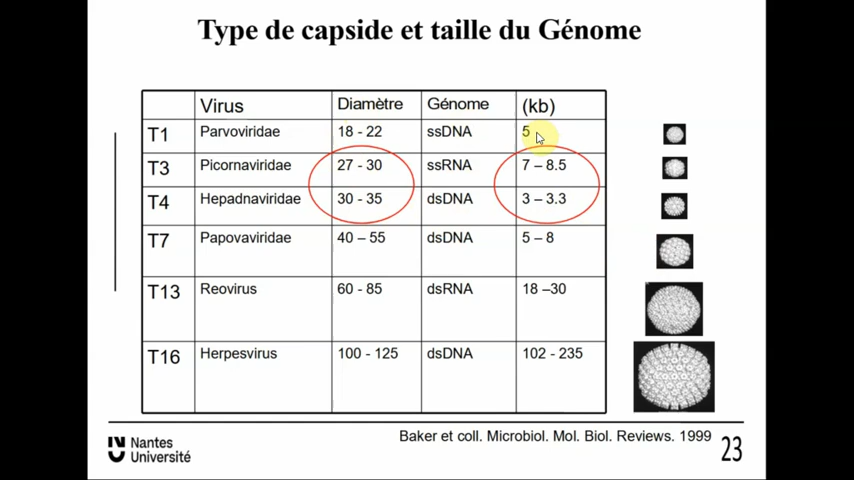 Type de capside et taille du Génome
Virus Diamètre Génome (kb)
T1 Parvoviridae 18 - 22 ssDNA 5
T3 Picornaviridae 27 - 30 ssRNA 7 – 8.5
T4 Hepadnaviridae 30 - 35 dsDNA 3 – 3.3
T7 Papovaviridae 40 – 55 dsDNA 5 – 8
T13 Reovirus 60 - 85 dsRNA 18 –30
T16 Herpesvirus 100 - 125 dsDNA 102 - 235
Baker et coll. Microbiol. Mol. Biol. Reviews. 1999
23
Nantes
Université